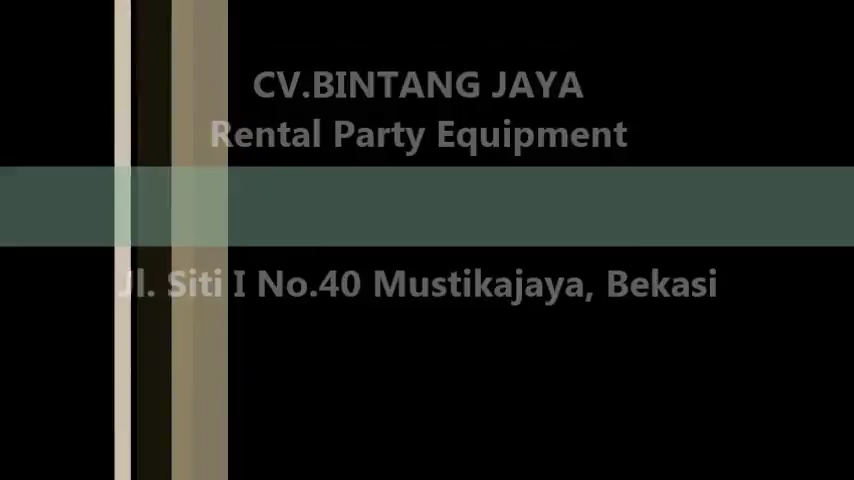 CV.BINTANG JAYA
Rental Party Equipment
Jl. Siti I No.40 Mustikajaya, Bekasi